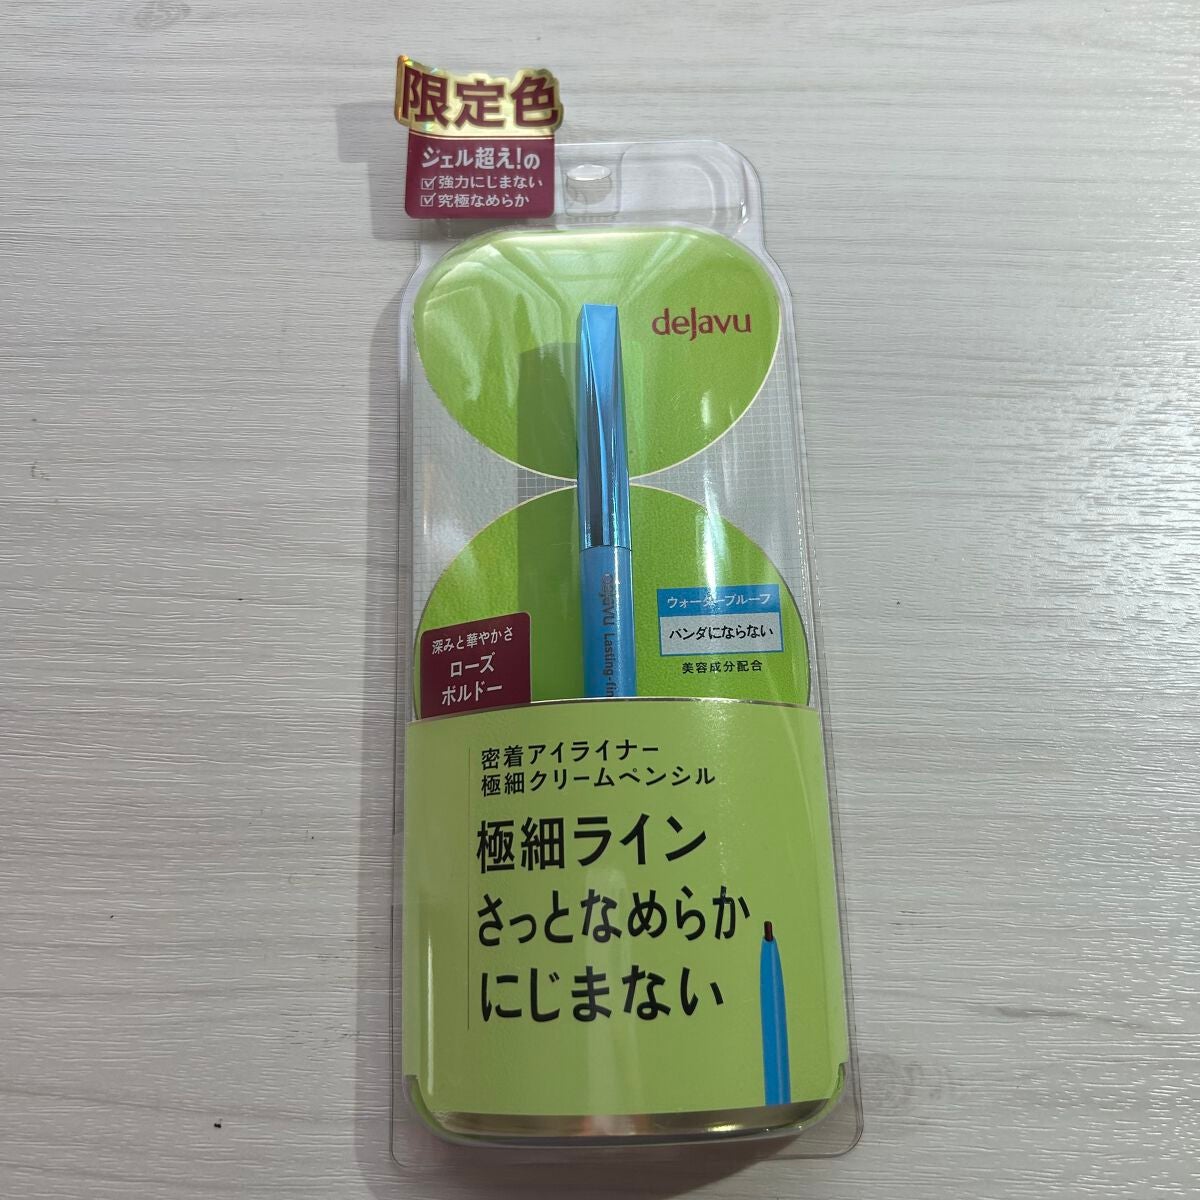 限定色
ジェル超え!の
強力にじまない
究極なめらか
dejavu
dejavu Lasting-fin
ウォータープルーフ
パンダにならない
美容成分配合
深みと華やかさ
ローズ
ボルドー
密着アイライナー
極細クリームペンシル
極細ライン
さっとなめらか
にじまない